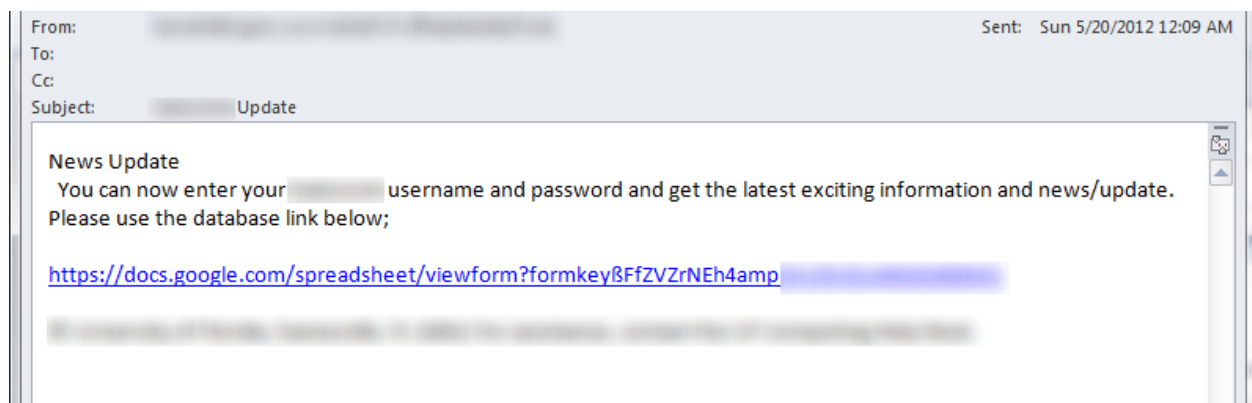 From: Sent: Sun 5/20/2012 12:09 AM
To:
Cc:
Subject: Update
News Update
You can now enter your username and password and get the latest exciting information and news/update.
Please use the database link below;
https://docs.google.com/spreadsheet/viewform?formkeyßFfZVZrNEh4amp